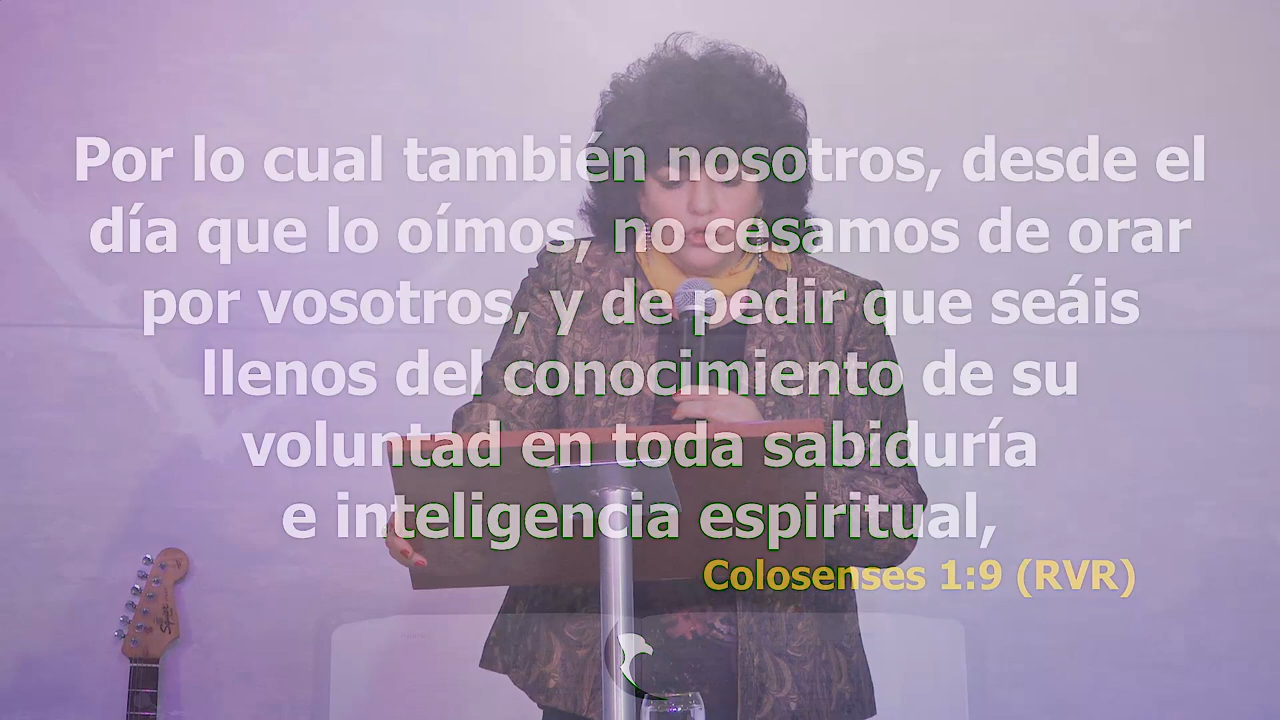 Por lo cual también nosotros, desde el
día que lo oímos, no cesamos de orar
por vosotros, y de pedir que seáis
llenos del conocimiento de su
voluntad en toda sabiduría
e inteligencia espiritual,
Colosenses 1:9 (RVR)
Squier